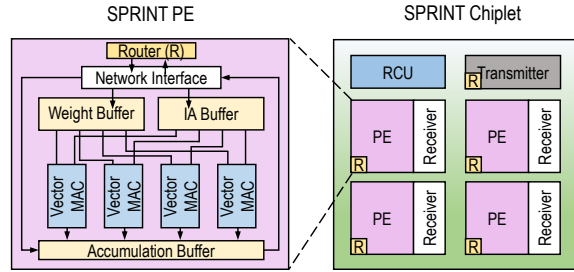 SPRINT PE
SPRINT Chiplet
Router (R)
Network Interface
Weight Buffer
IA Buffer
Vector
MAC
Vector
MAC
Vector
MAC
Vector
MAC
Accumulation Buffer
RCU
Transmitter
R
PE
Receiver
R
PE
Receiver
R
PE
Receiver
R
PE
Receiver
R